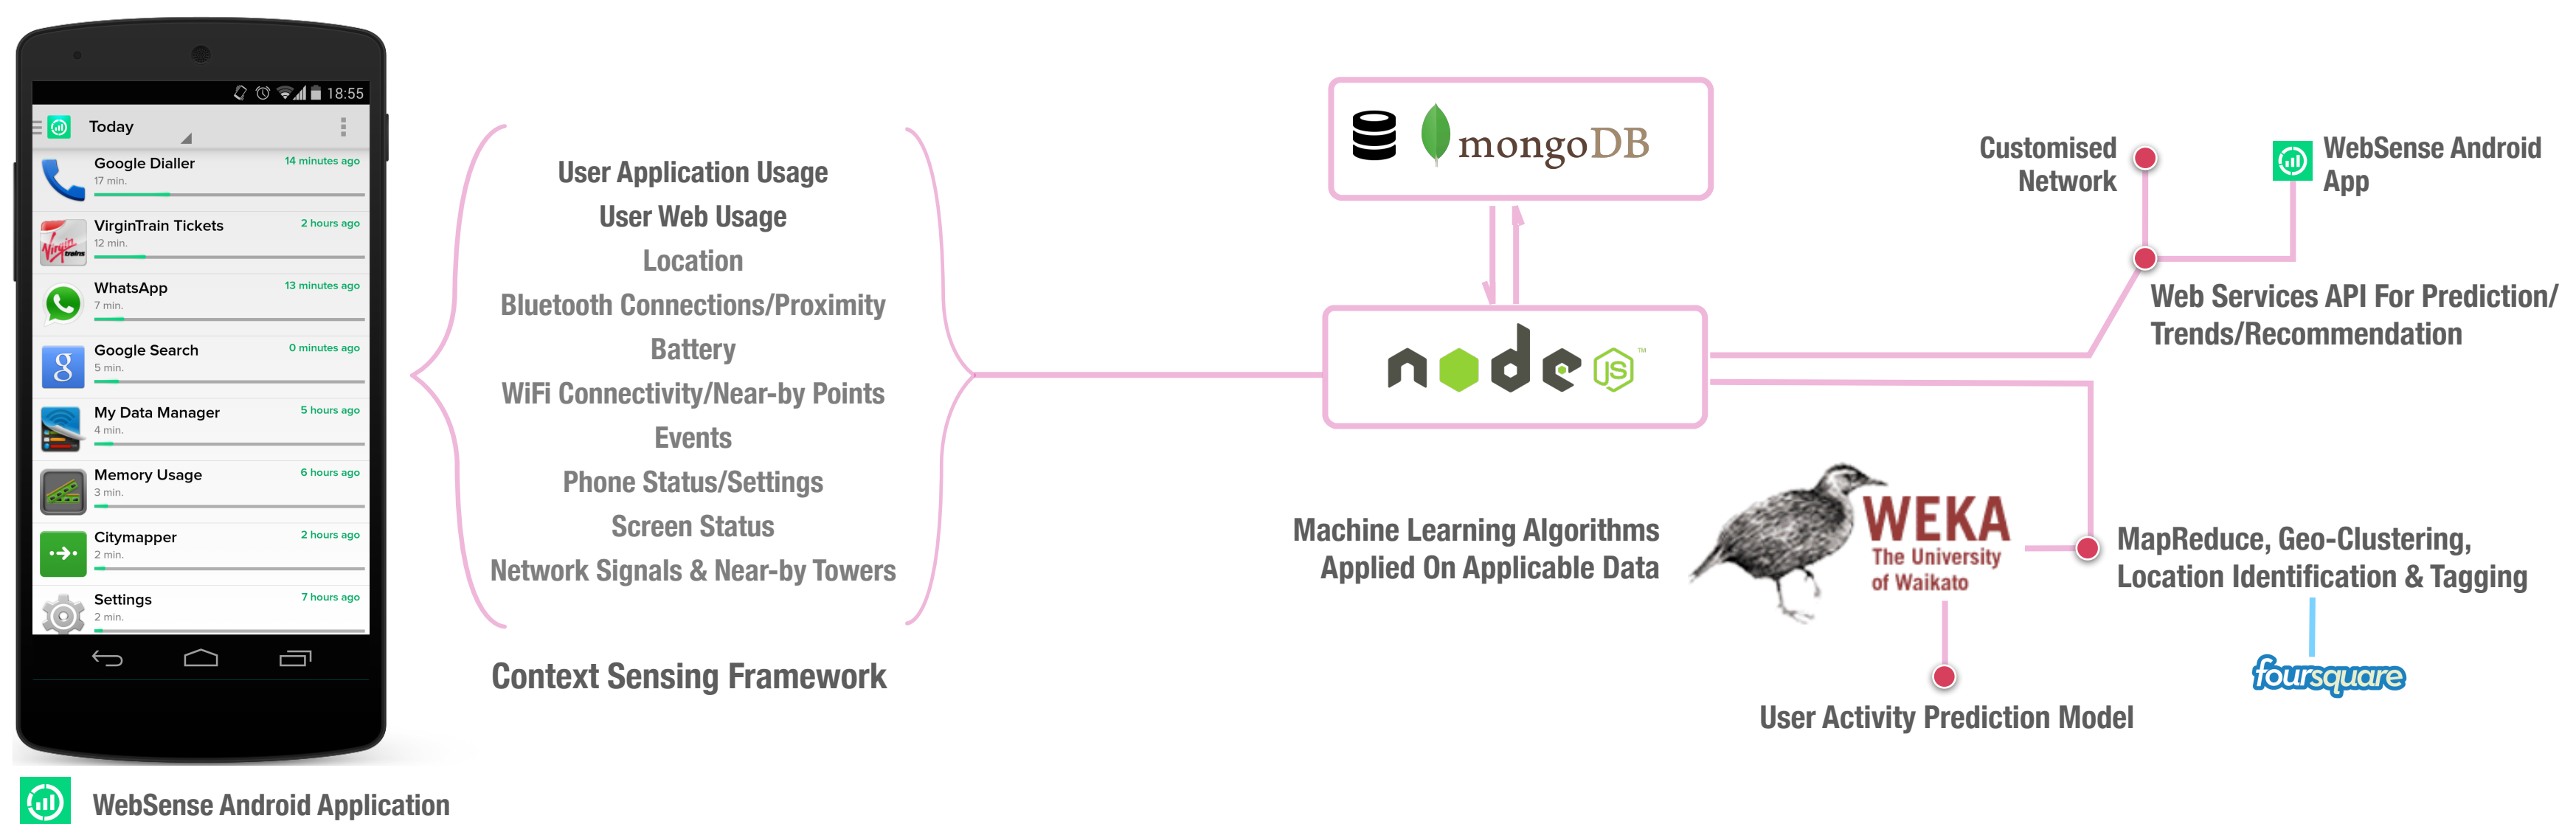 18:55
Today
Google Dialler
14 minutes ago
17 min.
VirginTrain Tickets
2 hours ago
12 min.
Virgin
trains
WhatsApp
13 minutes ago
7 min.
Google Search
0 minutes ago
g
5 min.
My Data Manager
5 hours ago
4 min.
Memory Usage
6 hours ago
3 min.
Citymapper
2 hours ago
2 min.
Settings
7 hours ago
2 min.
WebSense Android Application
User Application Usage
User Web Usage
Location
Bluetooth Connections/Proximity
Battery
WiFi Connectivity/Near-by Points
Events
Phone Status/Settings
Screen Status
Network Signals & Near-by Towers
Context Sensing Framework
mongoDB
node JS ™
Customised
Network
WebSense Android
App
Web Services API For Prediction/
Trends/Recommendation
Machine Learning Algorithms
Applied On Applicable Data
WEKA
The University
of Waikato
MapReduce, Geo-Clustering,
Location Identification & Tagging
foursquare
User Activity Prediction Model